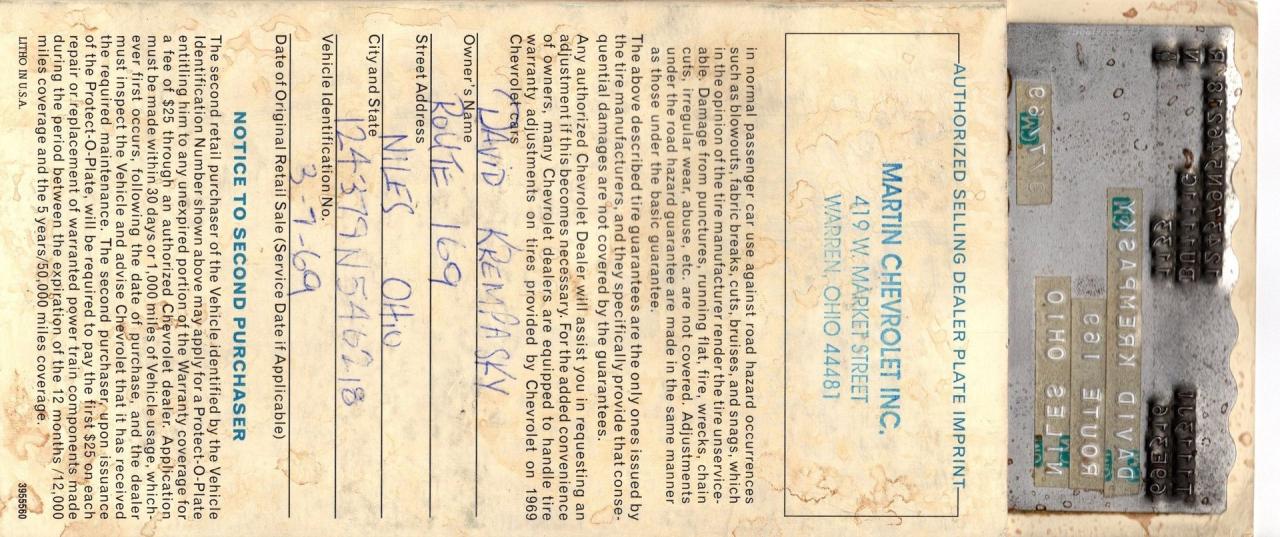 AUTHORIZED SELLING DEALER PLATE IMPRINT
MARTIN CHEVROLET INC.
419 W. MARKET STREET
WARREN, OHIO 44481
in normal passenger car use against road hazard occurrences
such as blowouts, fabric breaks, cuts, bruises, and snags, which
in the opinion of the tire manufacturer render the tire unservice-
able. Damage from punctures, running flat, fire, wrecks, chain
cuts, irregular wear, abuse, etc. are not covered. Adjustments
under the road hazard guarantee are made in the same manner
as those under the basic guarantee.
The above described tire guarantees are the only ones issued by
the tire manufacturers, and they specifically provide that conse-
quential damages are not covered by the guarantees.
Any authorized Chevrolet Dealer will assist you in requesting an
adjustment if this becomes necessary. For the added convenience
of owners, many Chevrolet dealers are equipped to handle tire
warranty adjustments on tires provided by Chevrolet on 1969
Chevrolet cars
DAVID KREMPASKY
Owner's Name
ROUTE 169
Street Address
NILES OHIO
City and State
124379N546218
Vehicle Identification No.
3-7-69
Date of Original Retail Sale (Service Date if Applicable)
NOTICE TO SECOND PURCHASER
The second retail purchaser of the Vehicle identified by the Vehicle
Identification Number shown above may apply for a Protect-O-Plate
entitling him to any unexpired portion of the Warranty coverage for
a fee of $25 through an authorized Chevrolet dealer. Application
must be made within 30 days or 1,000 miles of Vehicle usage, which-
ever first occurs, following the date of purchase, and the dealer
must inspect the Vehicle and advise Chevrolet that it has received
the required maintenance. The second purchaser, upon issuance
of the Protect-O-Plate, will be required to pay the first $25 on each
repair or replacement of warranted power train components made
during the period between the expiration of the 12 months /12,000
miles coverage and the 5 years/50,000 miles coverage.
LITHO IN U.S.A.
3955560
DAVID KREMPASKY
ROUTE 169
NILES OHIO